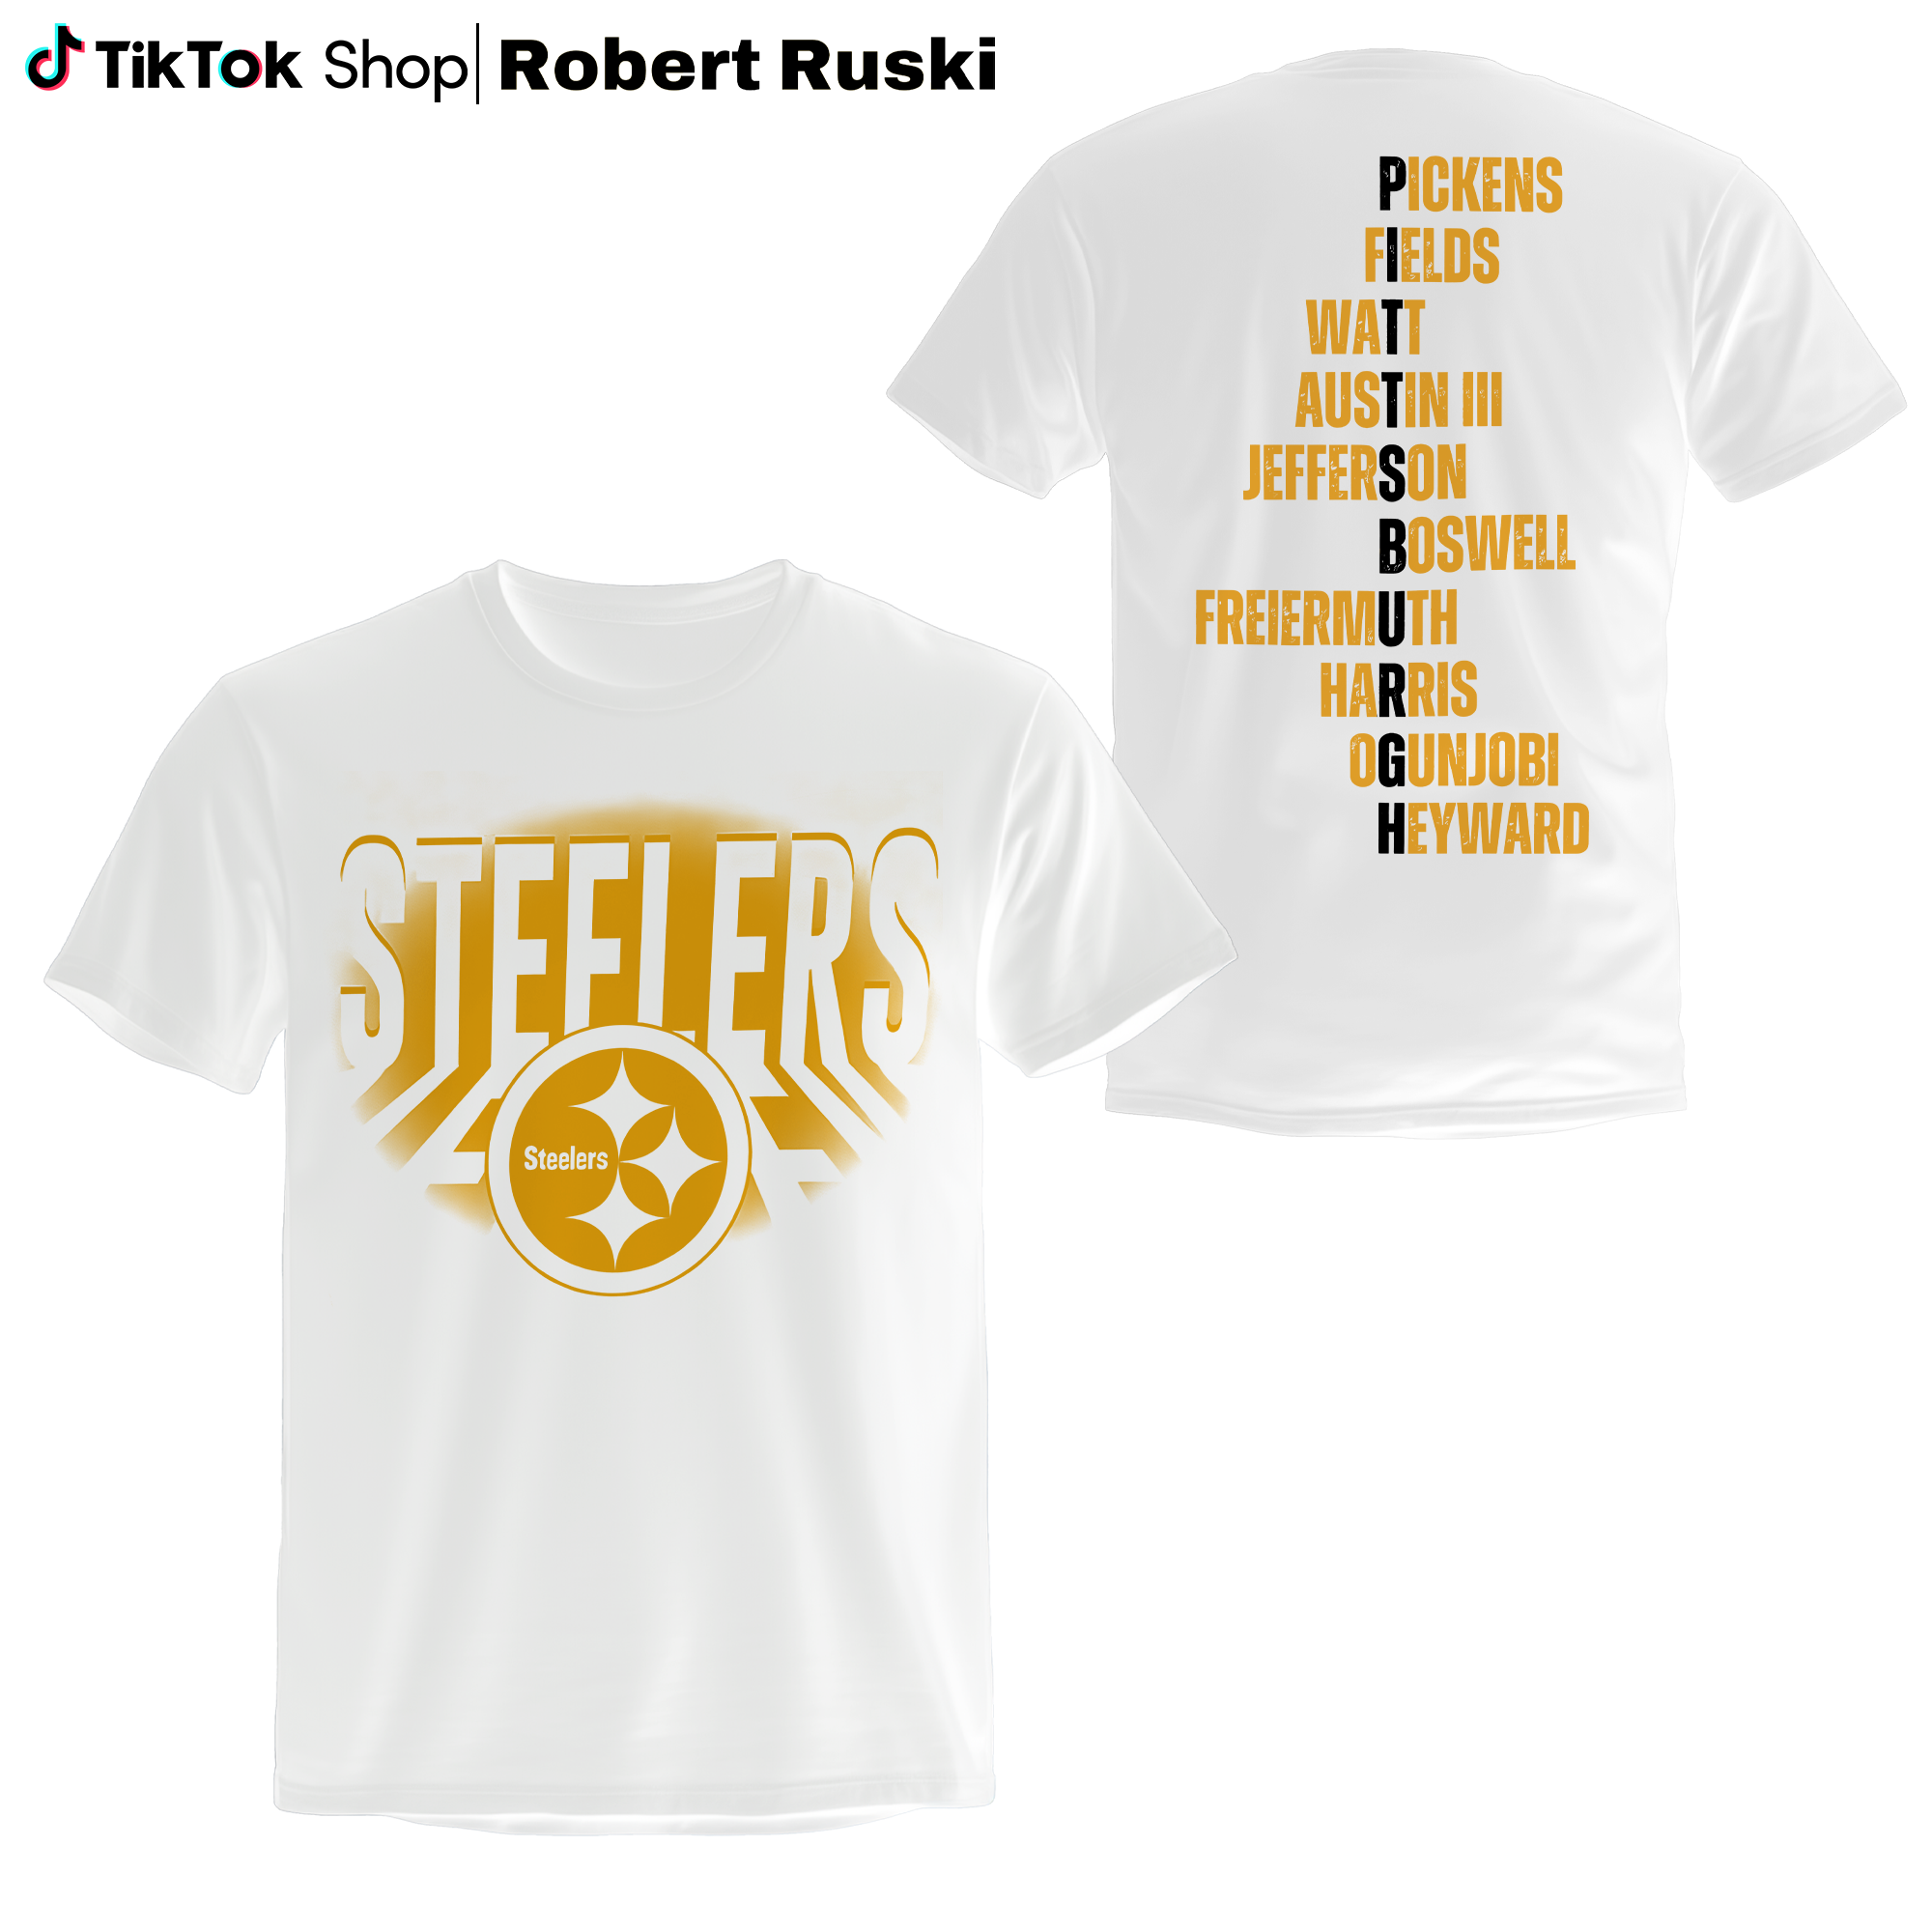 TikTok Shop | Robert Ruski
PICKENS
FIELDS
WATT
AUSTIN III
JEFFERSON
BOSWELL
FREIERMUTH
HARRIS
OGUNJOBI
HEYWARD
STEELERS
Steelers